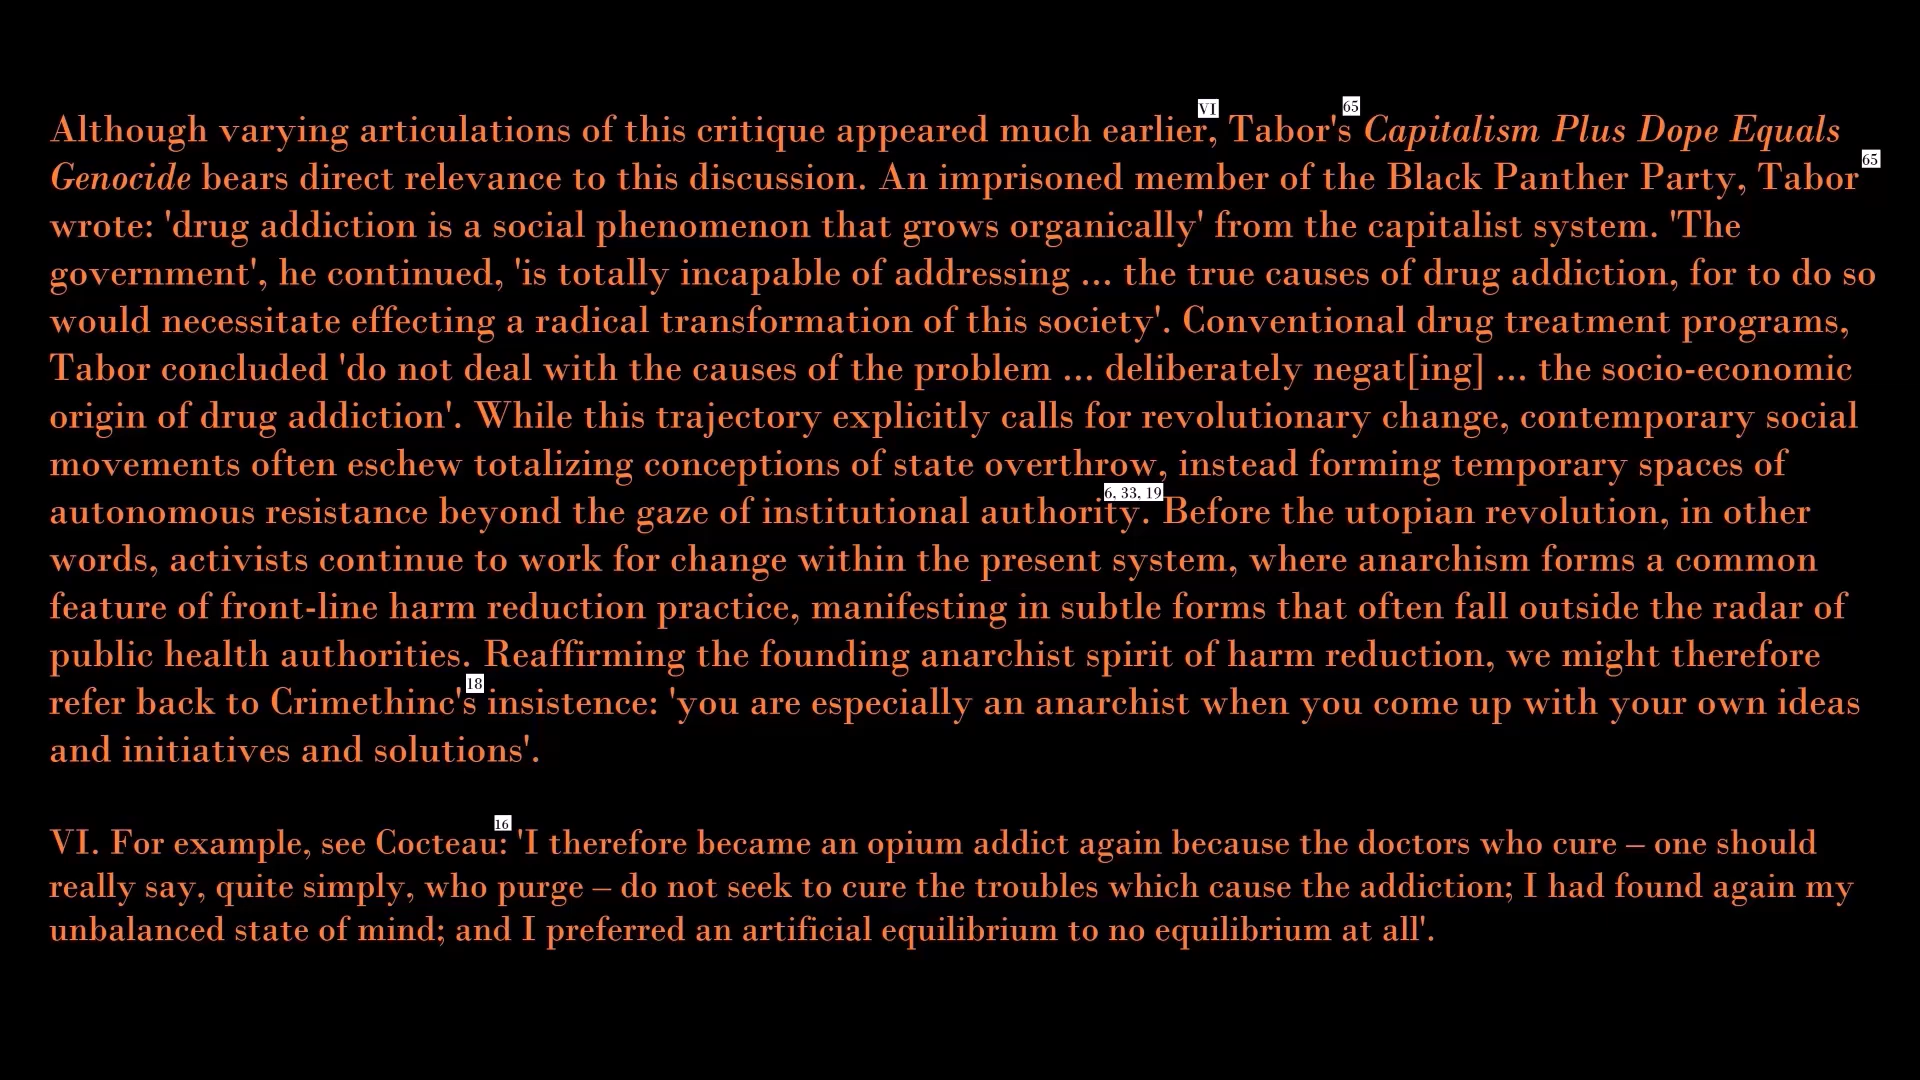 Although varying articulations of this critique appeared much earlier,VI Tabor's65 Capitalism Plus Dope Equals
Genocide bears direct relevance to this discussion. An imprisoned member of the Black Panther Party, Tabor65
wrote: 'drug addiction is a social phenomenon that grows organically' from the capitalist system. 'The
government', he continued, 'is totally incapable of addressing ... the true causes of drug addiction, for to do so
would necessitate effecting a radical transformation of this society'. Conventional drug treatment programs,
Tabor concluded 'do not deal with the causes of the problem ... deliberately negat[ing] ... the socio-economic
origin of drug addiction'. While this trajectory explicitly calls for revolutionary change, contemporary social
movements often eschew totalizing conceptions of state overthrow, instead forming temporary spaces of
autonomous resistance beyond the gaze of institutional authority.6, 33, 19 Before the utopian revolution, in other
words, activists continue to work for change within the present system, where anarchism forms a common
feature of front-line harm reduction practice, manifesting in subtle forms that often fall outside the radar of
public health authorities. Reaffirming the founding anarchist spirit of harm reduction, we might therefore
refer back to Crimethinc's18 insistence: 'you are especially an anarchist when you come up with your own ideas
and initiatives and solutions'.
VI. For example, see Cocteau:16 'I therefore became an opium addict again because the doctors who cure – one should
really say, quite simply, who purge – do not seek to cure the troubles which cause the addiction; I had found again my
unbalanced state of mind; and I preferred an artificial equilibrium to no equilibrium at all'.